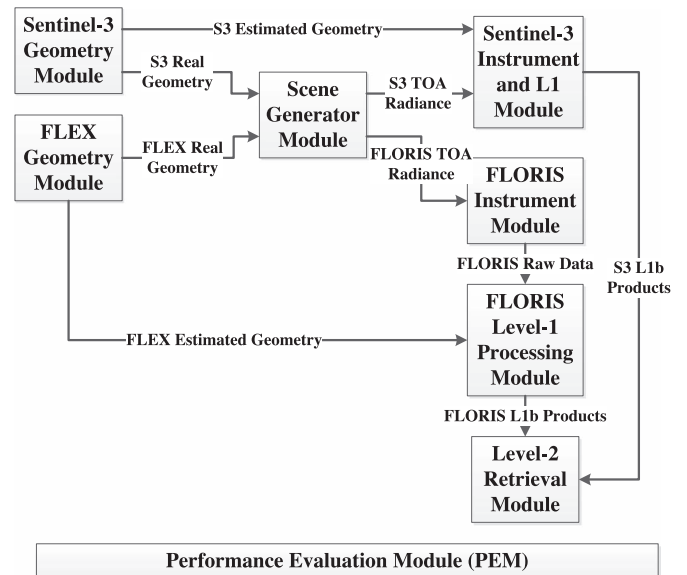 Sentinel-3
Geometry
Module
S3 Estimated Geometry
Sentinel-3
Instrument
and L1
Module
S3 Real
Geometry
Scene
Generator
Module
S3 TOA
Radiance
FLEX
Geometry
Module
FLEX Real
Geometry
FLORIS TOA
Radiance
FLORIS
Instrument
Module
FLORIS Raw Data
S3 L1b
Products
FLORIS
Level-1
Processing
Module
FLEX Estimated Geometry
FLORIS L1b Products
Level-2
Retrieval
Module
Performance Evaluation Module (PEM)